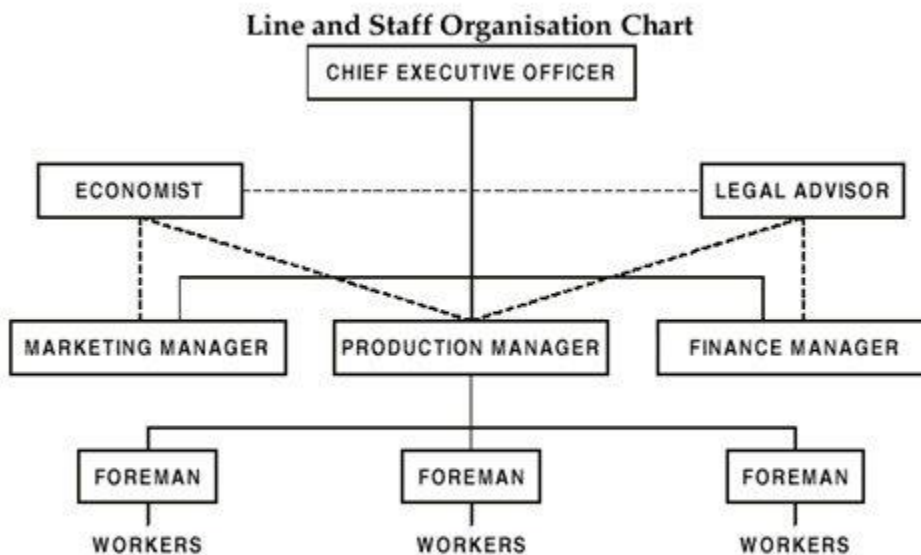 Line and Staff Organisation Chart
CHIEF EXECUTIVE OFFICER
ECONOMIST
LEGAL ADVISOR
MARKETING MANAGER
PRODUCTION MANAGER
FINANCE MANAGER
FOREMAN
FOREMAN
FOREMAN
WORKERS
WORKERS
WORKERS